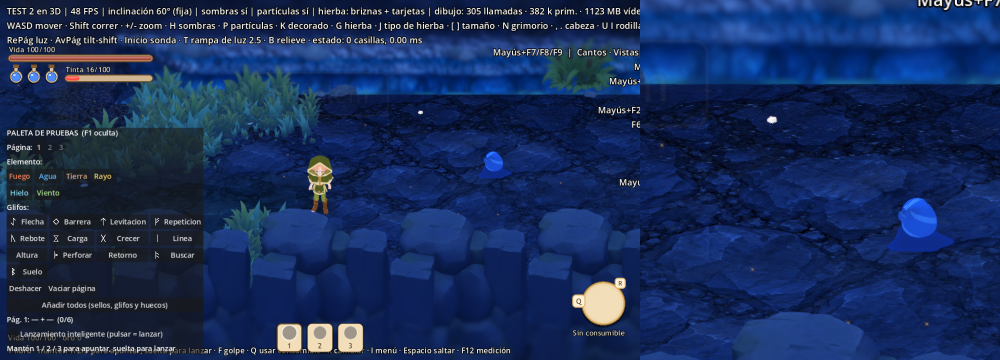 TEST 2 en 3D | 48 FPS | inclinación 60° (fija) | sombras sí | partículas sí | hierba: briznas + tarjetas | dibujo: 305 llamadas · 382 k prim. · 1123 MB víde
WASD mover · Shift correr · +/- zoom · H sombras · P partículas · K decorado · G hierba · J tipo de hierba · [ ] tamaño · N grimorio · , . cabeza · U I rodilla
RePág luz · AvPág tilt-shift · Inicio sonda · T rampa de luz 2.5 · B relieve · estado: 0 casillas, 0.00 ms
Vida 100/100
Mayús+F7/F8/F9 | Cantos · Vistas
Tinta 16/100
Mayús+
Mayús+F2
F6
PALETA DE PRUEBAS (F1 oculta)
Página: 1 2 3
Elemento:
Fuego Agua Tierra Rayo
Hielo Viento
Mayú
Glifos:
Flecha Barrera Levitacion Repeticion
Rebote Carga Crecer Linea
Altura Perforar Retorno Buscar
Suelo
Deshacer Vaciar página
Añadir todos (sellos, glifos y huecos)
Pág. 1: — + — (0/6)
Lanzamiento inteligente (pulsar = lanzar)
Mantén 1 / 2 / 3 para apuntar, suelta para lanzar
· F golpe · Q usar
· I menú · Espacio saltar · F12 medición
R
Q
Sin consumible
1 2 3
Mayús+F7